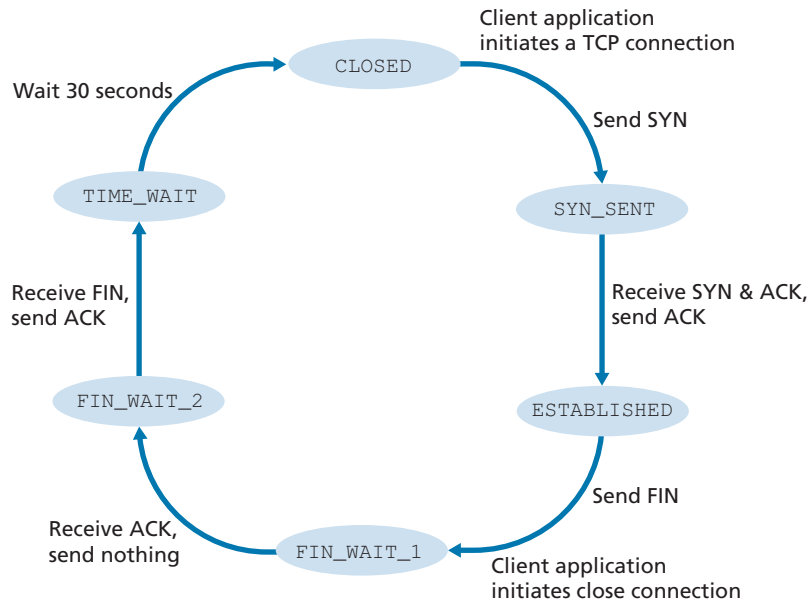 Client application
initiates a TCP connection
CLOSED
Wait 30 seconds
Send SYN
TIME_WAIT
SYN_SENT
Receive FIN,
send ACK
Receive SYN & ACK,
send ACK
FIN_WAIT_2
ESTABLISHED
Send FIN
Receive ACK,
send nothing
FIN_WAIT_1
Client application
initiates close connection